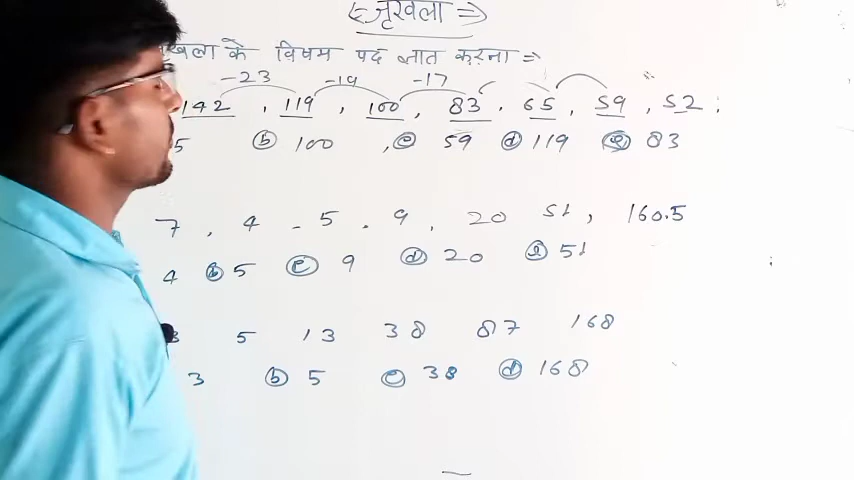 श्रृंखला ⇒
के विषम पद ज्ञात करना ⇒
-23 -19 -17
142 , 119 , 100 , 83 , 65 , 59 , 52 ;
5 (b) 100 , (c) 59 (d) 119 (e) 83
7 , 4 - 5 . 9 , 20 51 , 160.5
4 (b) 5 (c) 9 (d) 20 (e) 51
3 5 13 38 87 168
3 (b) 5 (c) 38 (d) 168